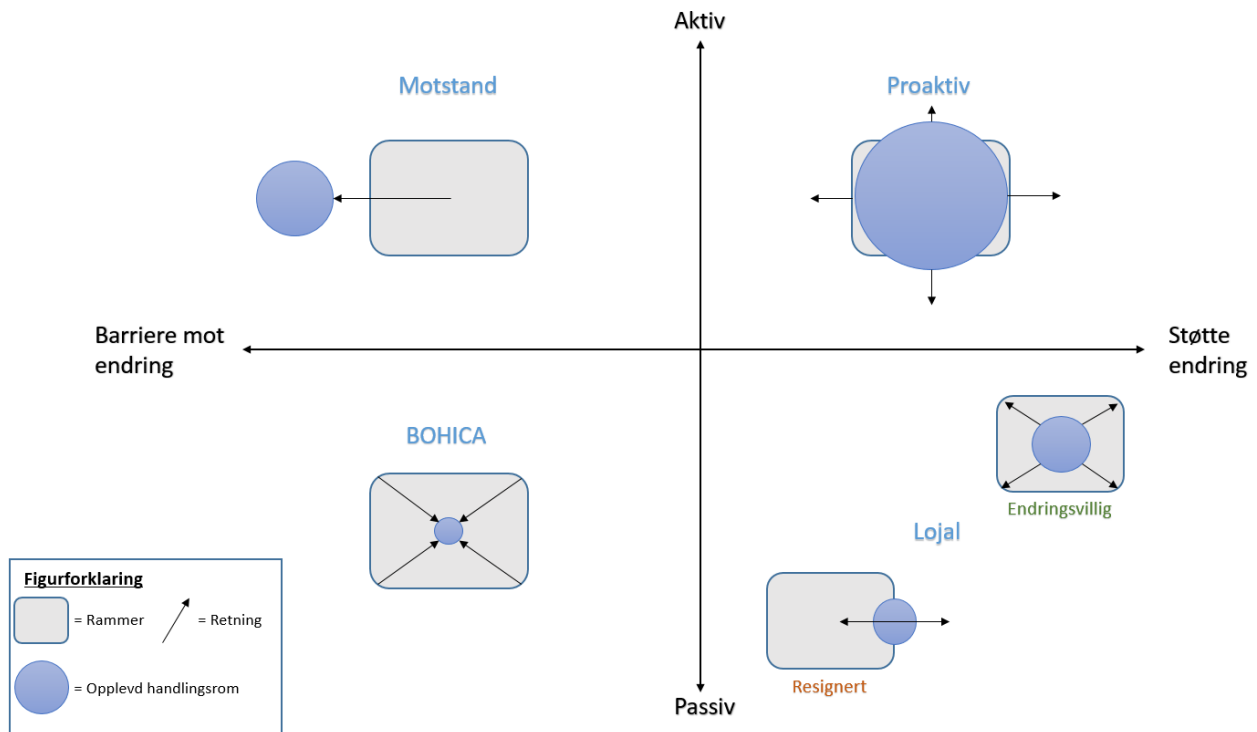 Aktiv
Motstand
Proaktiv
Barriere mot
endring
Støtte
endring
BOHICA
Endringsvillig
Lojal
Resignert
Passiv
Figurforklaring
= Rammer
= Retning
= Opplevd handlingsrom